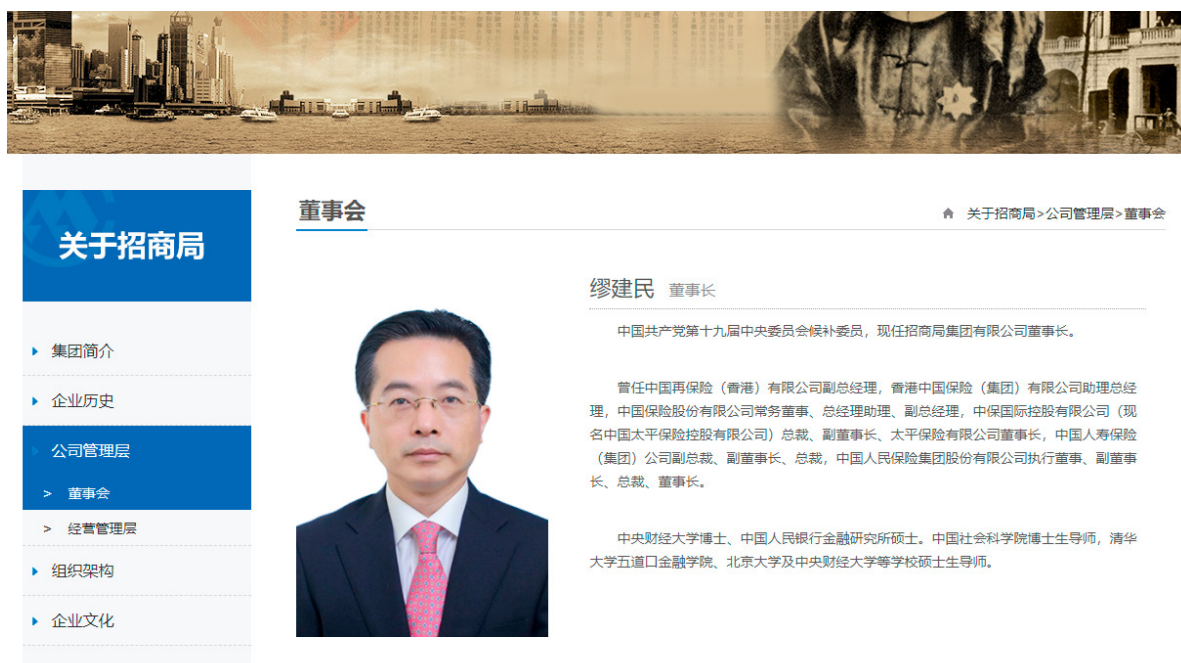 关于招商局
集团简介
企业历史
公司管理层
> 董事会
> 经营管理层
组织架构
企业文化
董事会
关于招商局>公司管理层>董事会
缪建民 董事长
中国共产党第十九届中央委员会候补委员，现任招商局集团有限公司董事长。
曾任中国再保险（香港）有限公司副总经理，香港中国保险（集团）有限公司助理总经
理，中国保险股份有限公司常务董事、总经理助理、副总经理，中保国际控股有限公司（现
名中国太平保险控股有限公司）总裁、副董事长、太平保险有限公司董事长，中国人寿保险
（集团）公司副总裁、副董事长、总裁，中国人民保险集团股份有限公司执行董事、副董事
长、总裁、董事长。
中央财经大学博士、中国人民银行金融研究所硕士。中国社会科学院博士生导师，清华
大学五道口金融学院、北京大学及中央财经大学等学校硕士生导师。